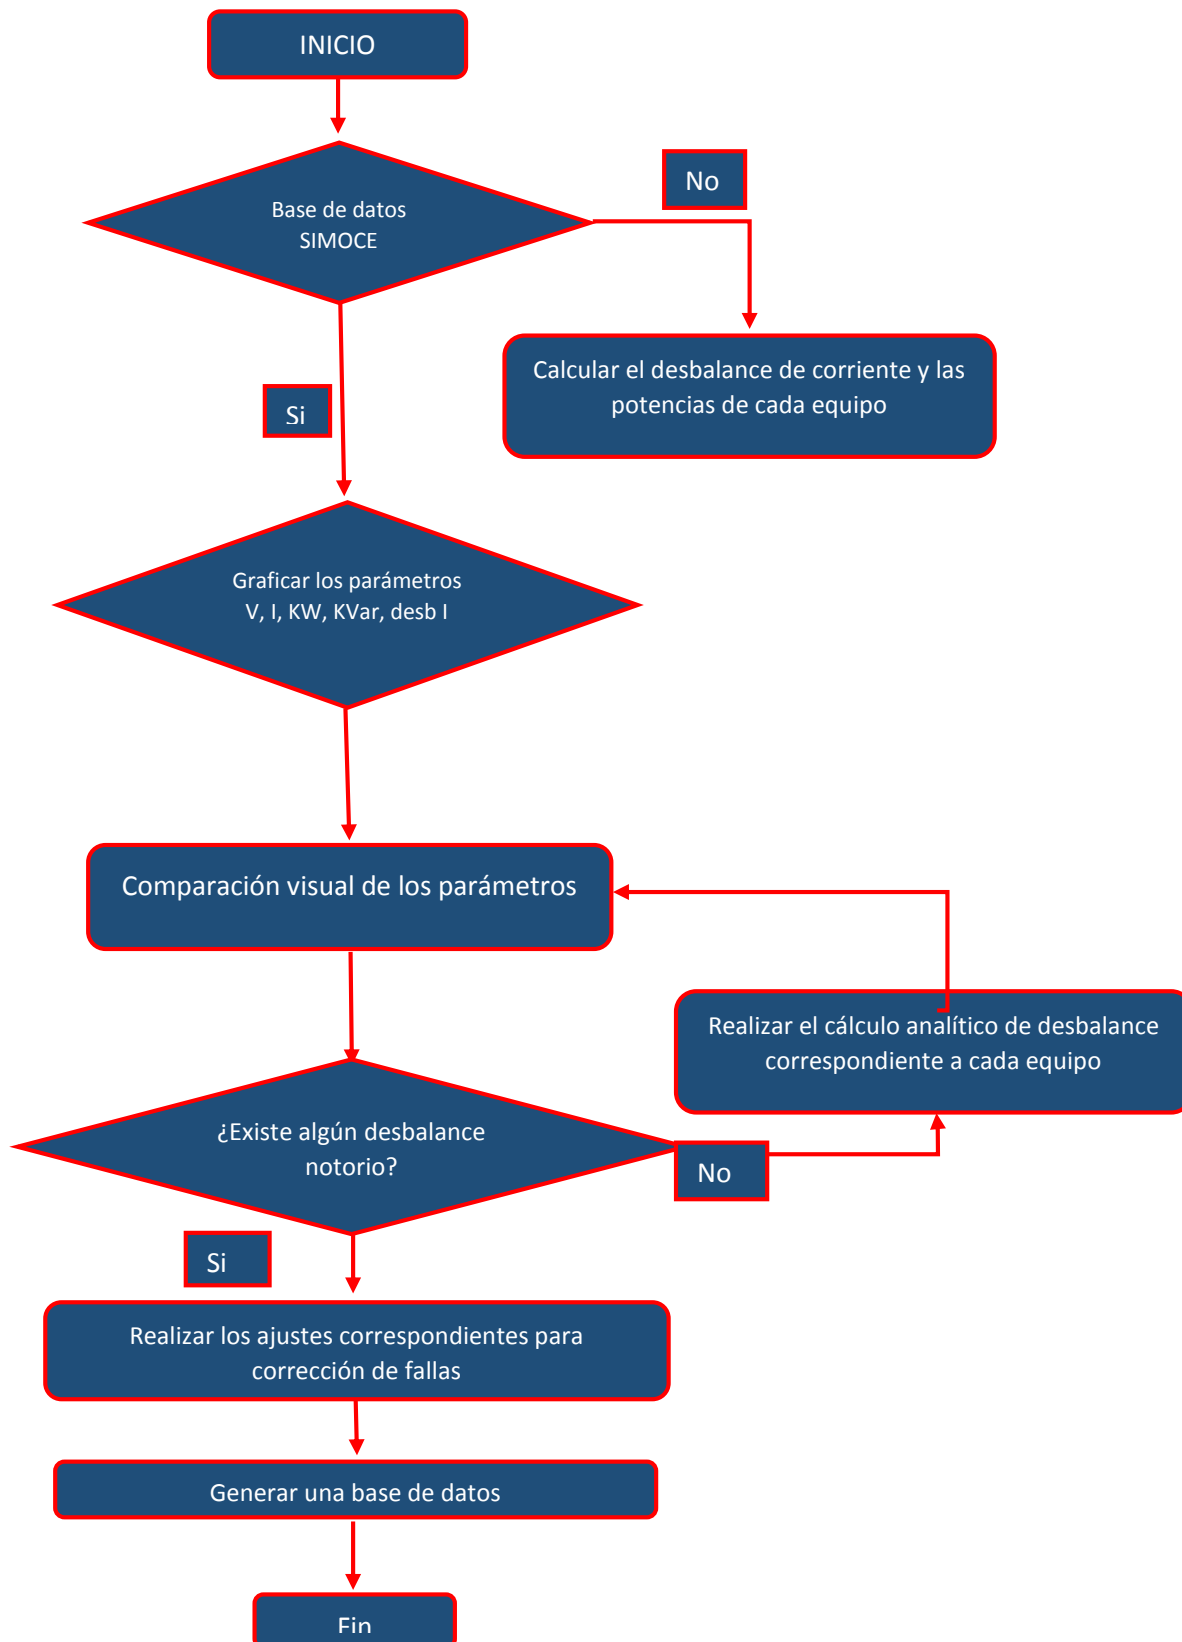 INICIO
No
Base de datos
SIMOCE
Calcular el desbalance de corriente y las
potencias de cada equipo
Si
Graficar los parámetros
V, I, KW, KVar, desb I
Comparación visual de los parámetros
Realizar el cálculo analítico de desbalance
correspondiente a cada equipo
¿Existe algún desbalance
notorio?
No
Si
Realizar los ajustes correspondientes para
corrección de fallas
Generar una base de datos
Fin